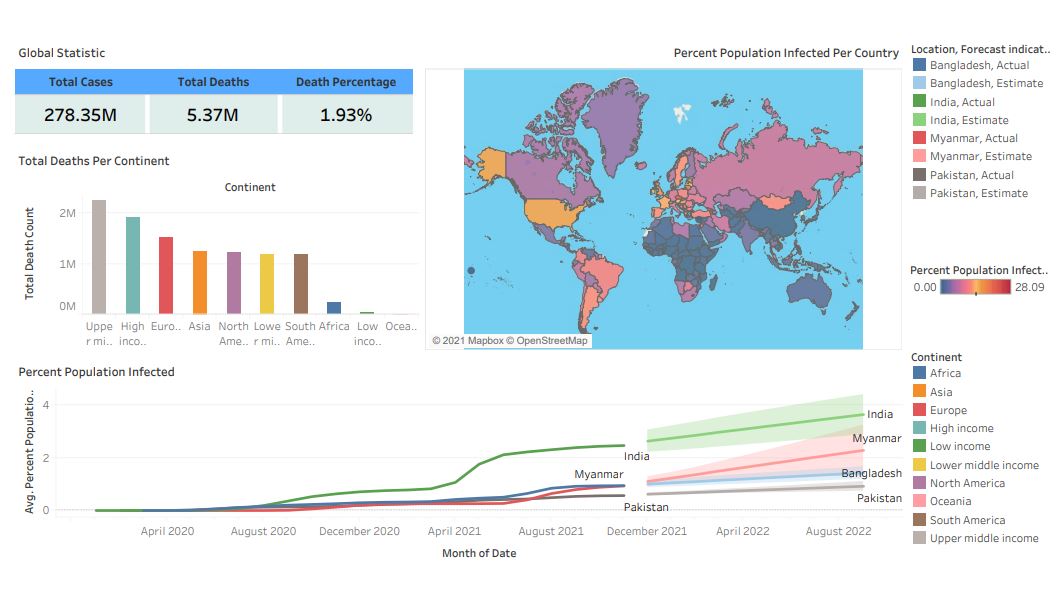 Global Statistic
Total Cases
Total Deaths
Death Percentage
278.35M
5.37M
1.93%
Total Deaths Per Continent
Continent
Total Death Count
2M
1M
0M
Uppe
r mi..
High
inco..
Euro..
Asia
North
Ame..
Lowe
r mi..
South
Ame..
Africa
Low
inco..
Ocea..
Percent Population Infected Per Country
© 2021 Mapbox © OpenStreetMap
Location, Forecast indicat..
Bangladesh, Actual
Bangladesh, Estimate
India, Actual
India, Estimate
Myanmar, Actual
Myanmar, Estimate
Pakistan, Actual
Pakistan, Estimate
Percent Population Infect..
0.00
28.09
Percent Population Infected
Avg. Percent Populatio..
4
2
0
India
Myanmar
Pakistan
India
Myanmar
Bangladesh
Pakistan
April 2020
August 2020
December 2020
April 2021
August 2021
December 2021
April 2022
August 2022
Month of Date
Continent
Africa
Asia
Europe
High income
Low income
Lower middle income
North America
Oceania
South America
Upper middle income